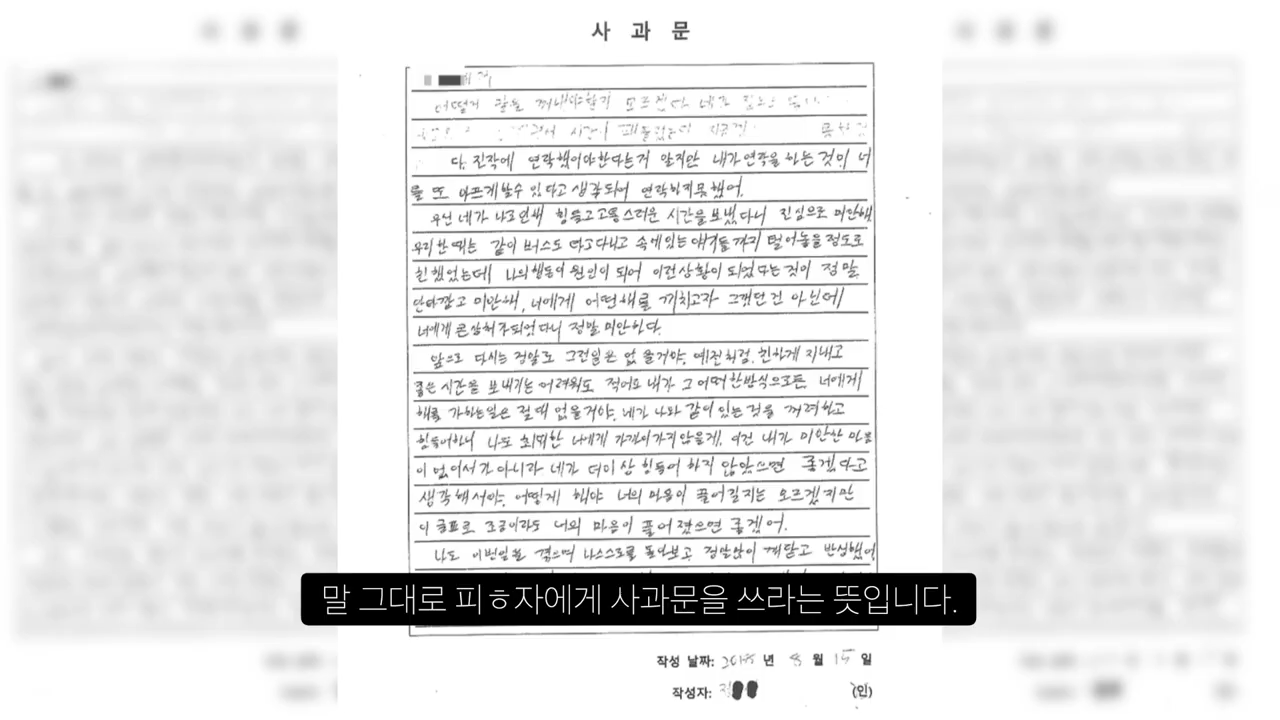 사 과 문
어떻게 말을 꺼내야할지 모르겠다. 네가
시간이
다. 진작에 연락했어야한다는거 알지만 내가 연락을 하는 것이 너
를 또 아프게할수 있다고 생각되어 연락하지못했어.
우선 네가 나로인해 힘들고고통스러운 시간을 보냈다니 진심으로 미안해.
우리한때는 같이 버스도 타고다니고 속에있는 얘기들까지 털어놓을 정도로
친했었는데 나의행동이 원인이 되어 이런상황이 되었다는 것이 정말
안타깝고 미안해, 너에게 어떤해를 끼치고자 그랬던건 아닌데
너에게 큰상처가되었다니 정말 미안하다.
앞으로 다시는 정말로 그런일은 없을거야. 예전처럼 친하게 지내고
좋은 시간을 보내기는 어려워도 적어도 내가 그 어떠한방식으로든 너에게
해를 가하는일은 절대 없을거야. 네가 나와 같이 있는 것을 꺼려하고
힘들어하니 나도 최대한 너에게 가까이가지않을게. 이건 내가 미안한 마음
이 없어서가 아니라 네가 더이상 힘들어 하지 않았으면 좋겠다고
생각해서야. 어떻게 해야 너의 마음이 풀어질지는 모르겠지만
이 글로 조금이라도 너의 마음이 풀어졌으면 좋겠어.
나도 이번일을 겪으며 나스스로를 돌아보고 정말많이 깨닫고 반성했어.
말 그대로 피ㅎ자에게 사과문을 쓰라는 뜻입니다.
작성 날짜: 2018 년 8 월 15 일
작성자: 정 (인)